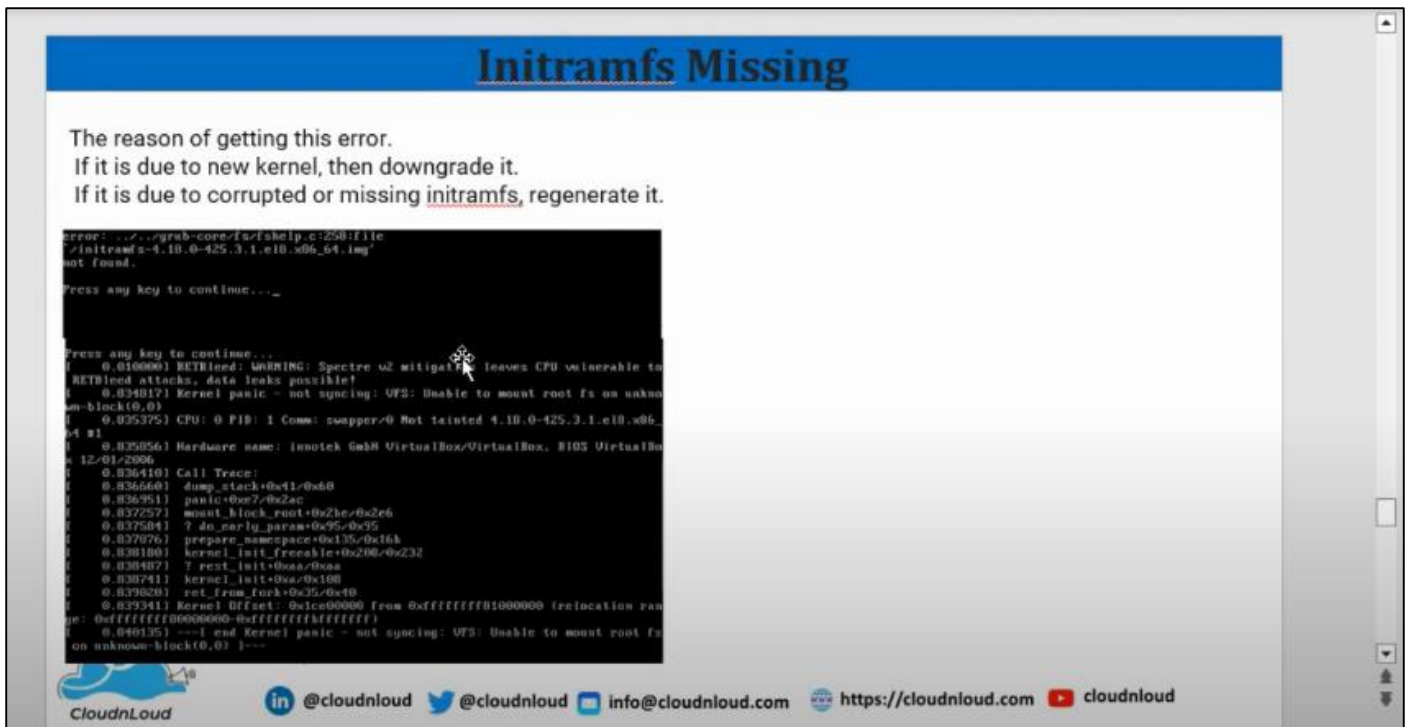 Initramfs Missing
The reason of getting this error.
If it is due to new kernel, then downgrade it.
If it is due to corrupted or missing initramfs, regenerate it.
error: ../../grub-core/fs/fshelp.c:258:file
`/initramfs-4.18.0-425.3.1.el8.x86_64.img'
not found.
Press any key to continue..._
Press any key to continue...
[    0.010000] RETBleed: WARNING: Spectre v2 mitigat leaves CPU vulnerable to
RETBleed attacks, data leaks possible!
[    0.834817] Kernel panic - not syncing: VFS: Unable to mount root fs on unkno
wn-block(0,0)
[    0.835375] CPU: 0 PID: 1 Comm: swapper/0 Not tainted 4.18.0-425.3.1.el8.x86_
64 #1
[    0.835856] Hardware name: innotek GmbH VirtualBox/VirtualBox, BIOS VirtualBo
x 12/01/2006
[    0.836410] Call Trace:
[    0.836660]  dump_stack+0x41/0x60
[    0.836951]  panic+0xe7/0x2ac
[    0.837257]  mount_block_root+0x2be/0x2e6
[    0.837584]  ? do_early_param+0x95/0x95
[    0.837876]  prepare_namespace+0x135/0x16b
[    0.838180]  kernel_init_freeable+0x208/0x232
[    0.838487]  ? rest_init+0xaa/0xaa
[    0.838741]  kernel_init+0xa/0x108
[    0.839020]  ret_from_fork+0x35/0x40
[    0.839341] Kernel Offset: 0x1ce00000 from 0xffffffff81000000 (relocation ran
ge: 0xffffffff80000000-0xffffffffbfffffff)
[    0.840135] ---[ end Kernel panic - not syncing: VFS: Unable to mount root fs
on unknown-block(0,0) ]---
CloudnLoud
@cloudnloud @cloudnloud info@cloudnloud.com https://cloudnloud.com cloudnloud